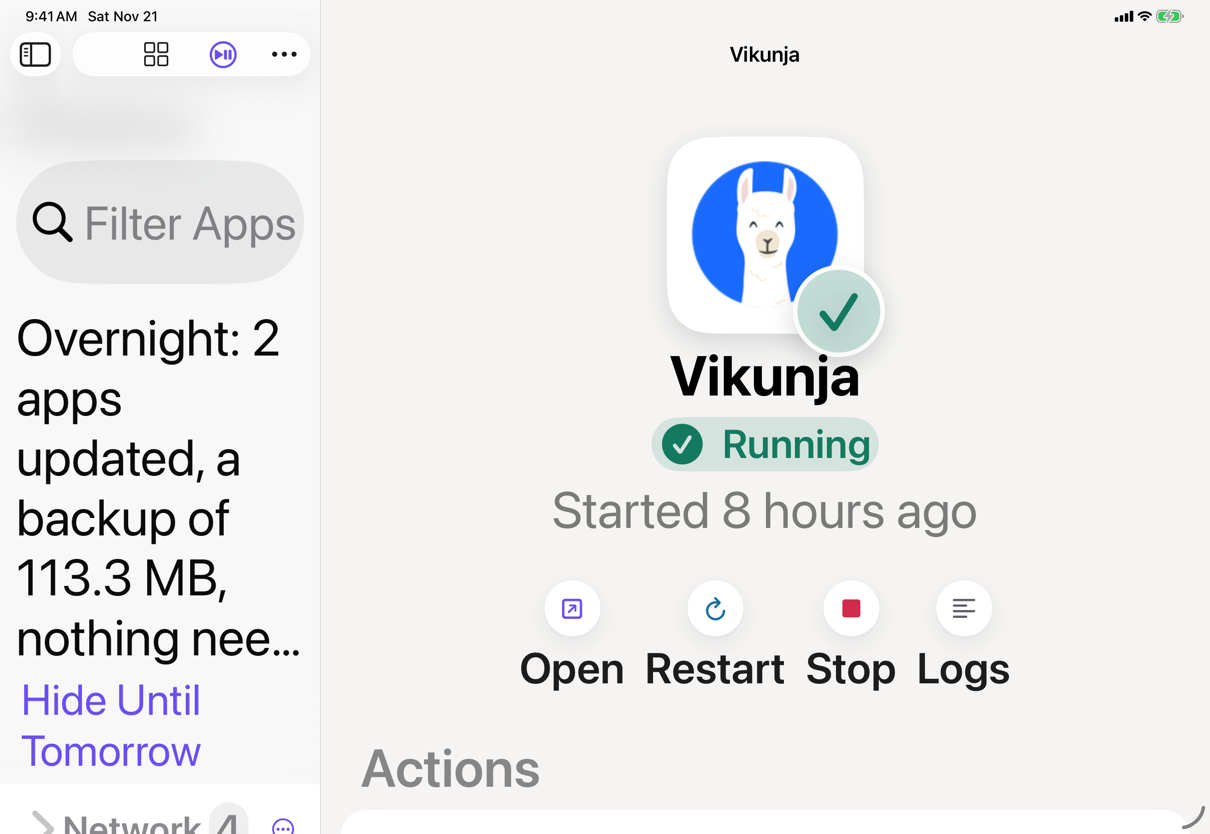 9:41 AM Sat Nov 21
Vikunja
Filter Apps
Overnight: 2
apps
updated, a
backup of
113.3 MB,
nothing nee...
Hide Until
Tomorrow
Network 4
Vikunja
Running
Started 8 hours ago
Open Restart Stop Logs
Actions